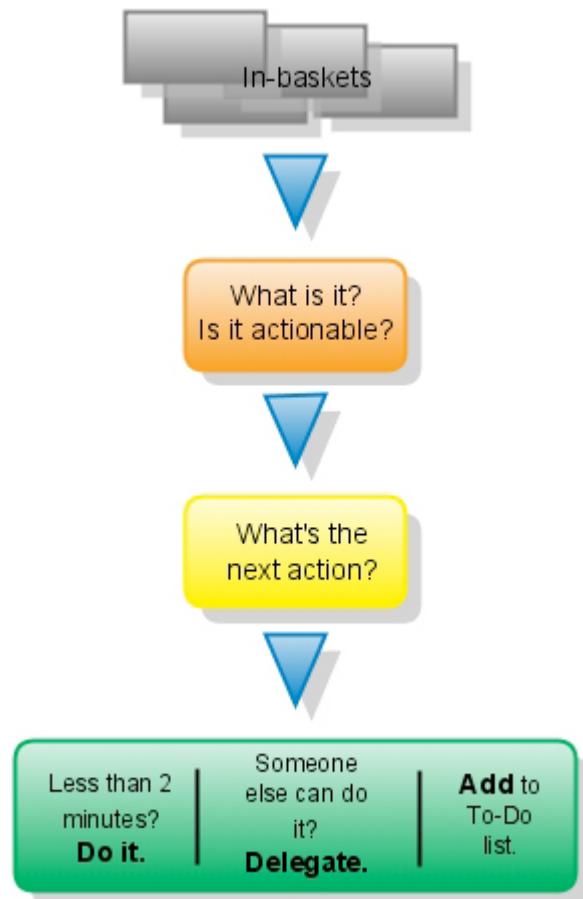 In-baskets
What is it?
Is it actionable?
What's the
next action?
Less than 2
minutes?
Do it.
Someone
else can do
it?
Delegate.
Add to
To-Do
list.